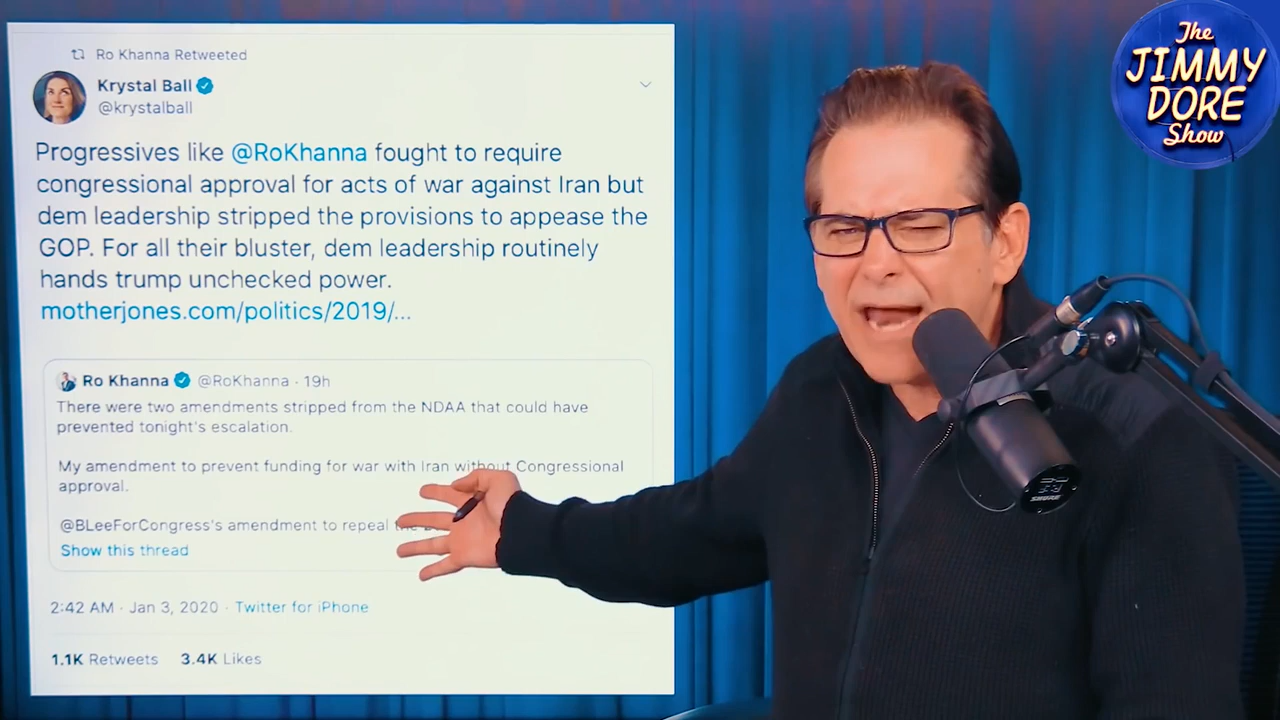 Ro Khanna Retweeted
Krystal Ball
@krystalball
Progressives like @RoKhanna fought to require
congressional approval for acts of war against Iran but
dem leadership stripped the provisions to appease the
GOP. For all their bluster, dem leadership routinely
hands trump unchecked power.
motherjones.com/politics/2019/...
Ro Khanna @RoKhanna · 19h
There were two amendments stripped from the NDAA that could have
prevented tonight's escalation.
My amendment to prevent funding for war with Iran without Congressional
approval.
@BLeeForCongress's amendment to repeal
Show this thread
2:42 AM · Jan 3, 2020 · Twitter for iPhone
1.1K Retweets 3.4K Likes
The
JIMMY
DORE
Show
SHURE